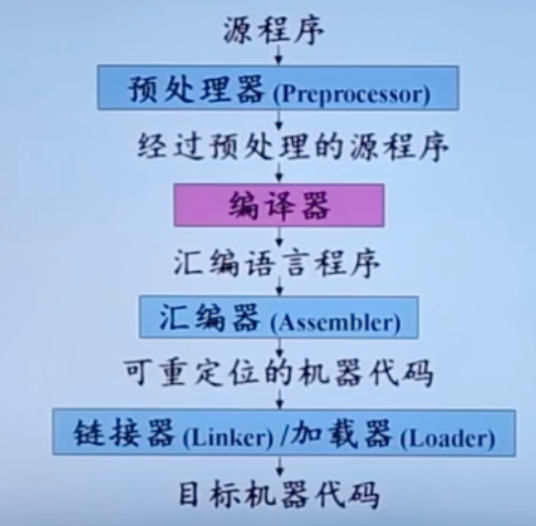 源程序
预处理器(Preprocessor)
经过预处理的源程序
编译器
汇编语言程序
汇编器(Assembler)
可重定位的机器代码
链接器(Linker)/加载器(Loader)
目标机器代码